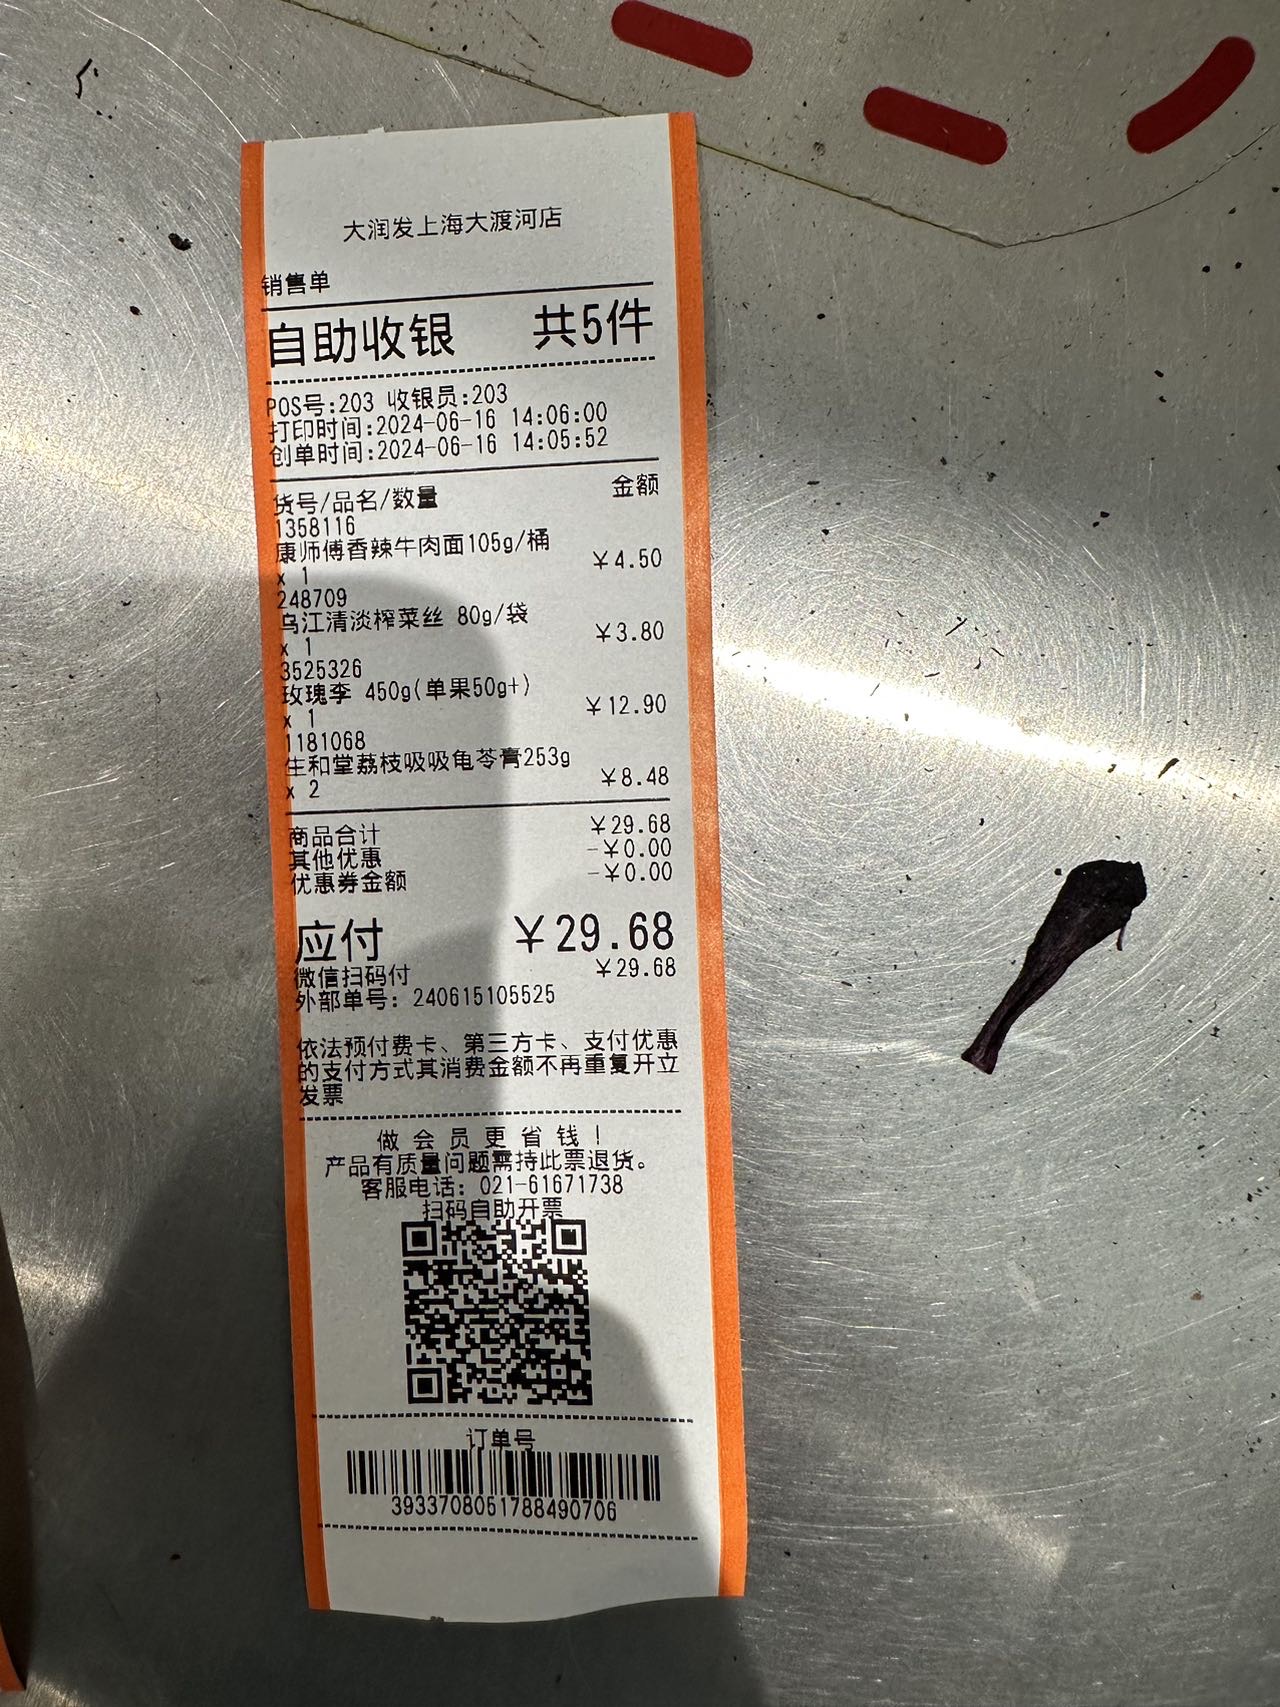 大润发上海大渡河店
销售单
自助收银 共5件
POS号:203 收银员:203
打印时间:2024-06-16 14:06:00
创单时间:2024-06-16 14:05:52
货号/品名/数量 金额
1358116
康师傅香辣牛肉面105g/桶
x 1 ￥4.50
248709
乌江清淡榨菜丝 80g/袋
x 1 ￥3.80
3525326
玫瑰李 450g(单果50g+)
x 1 ￥12.90
1181068
生和堂荔枝吸吸龟苓膏253g
x 2 ￥8.48
商品合计 ￥29.68
其他优惠 -￥0.00
优惠券金额 -￥0.00
应付 ￥29.68
微信扫码付 ￥29.68
外部单号: 240615105525
依法预付费卡、第三方卡、支付优惠
的支付方式其消费金额不再重复开立
发票
做会员更省钱!
产品有质量问题需持此票退货。
客服电话: 021-61671738
扫码自助开票
订单号
3933708051788490706